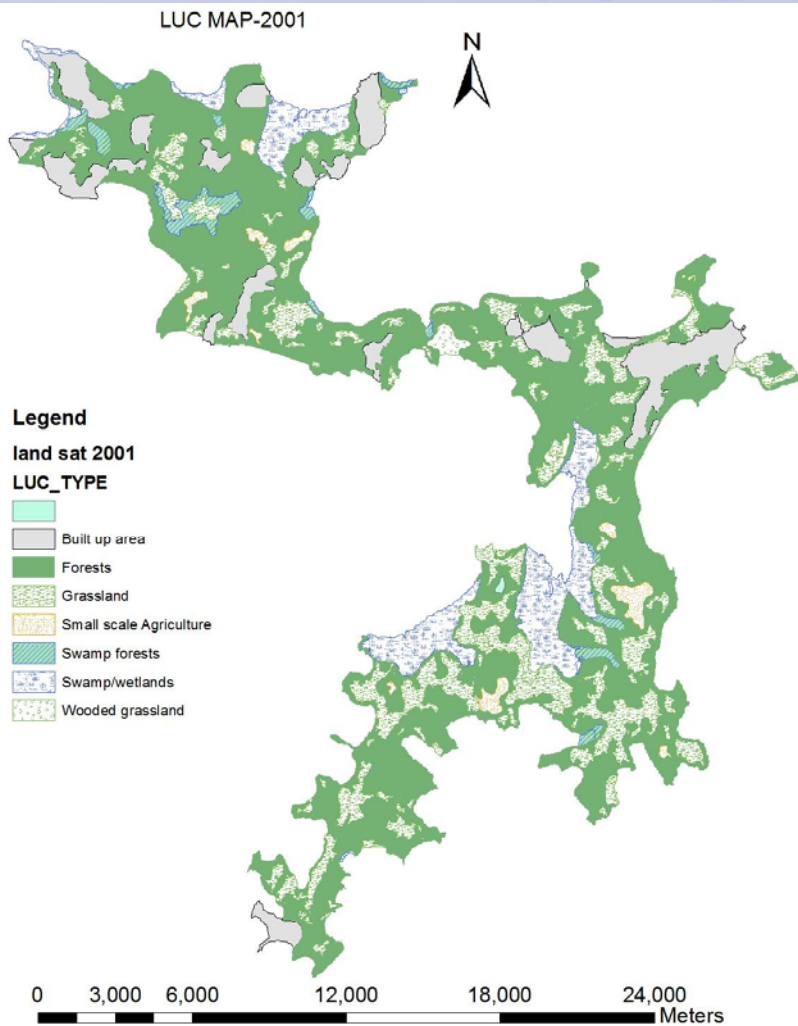 LUC MAP-2001
N
Legend
land sat 2001
LUC_TYPE
Built up area
Forests
Grassland
Small scale Agriculture
Swamp forests
Swamp/wetlands
Wooded grassland
0 3,000 6,000 12,000 18,000 24,000
Meters